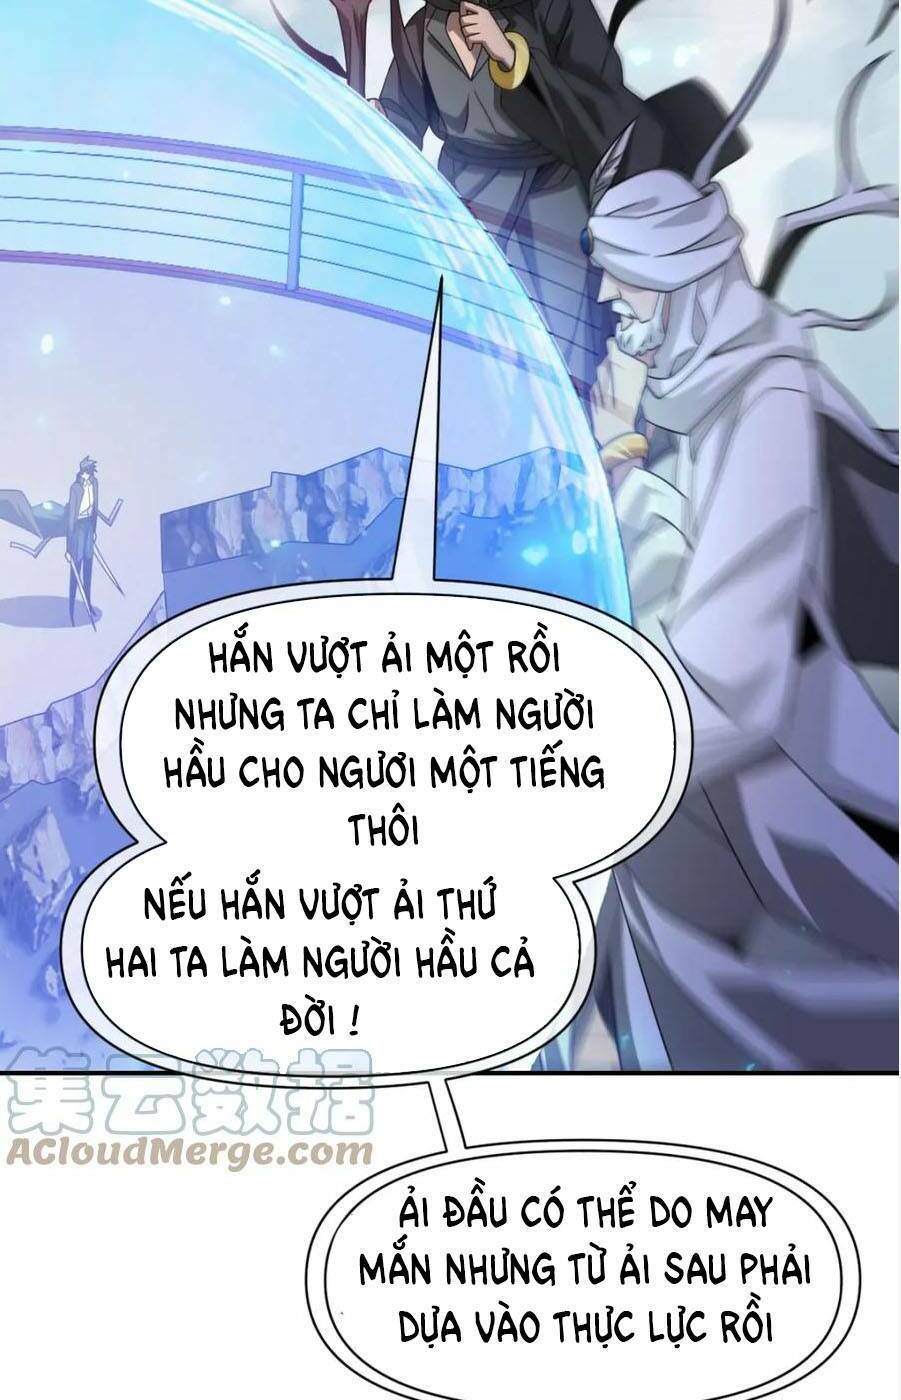 HẮN VƯỢT ẢI MỘT RỒI
NHƯNG TA CHỈ LÀM NGƯỜI
HẦU CHO NGƯƠI MỘT TIẾNG
THÔI
NẾU HẮN VƯỢT ẢI THỨ
HAI TA LÀM NGƯỜI HẦU CẢ
ĐỜI !
集云数据
AcloudMerge.com
ẢI ĐẦU CÓ THỂ DO MAY
MẮN NHƯNG TỪ ẢI SAU PHẢI
DỰA VÀO THỰC LỰC RỒI